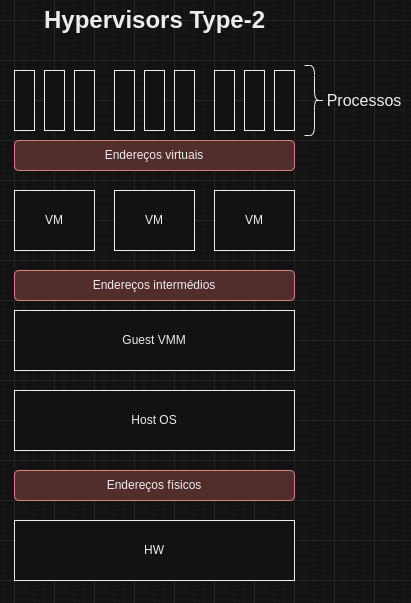 Hypervisors Type-2
Processos
Endereços virtuais
VM
VM
VM
Endereços intermédios
Guest VMM
Host OS
Endereços físicos
HW